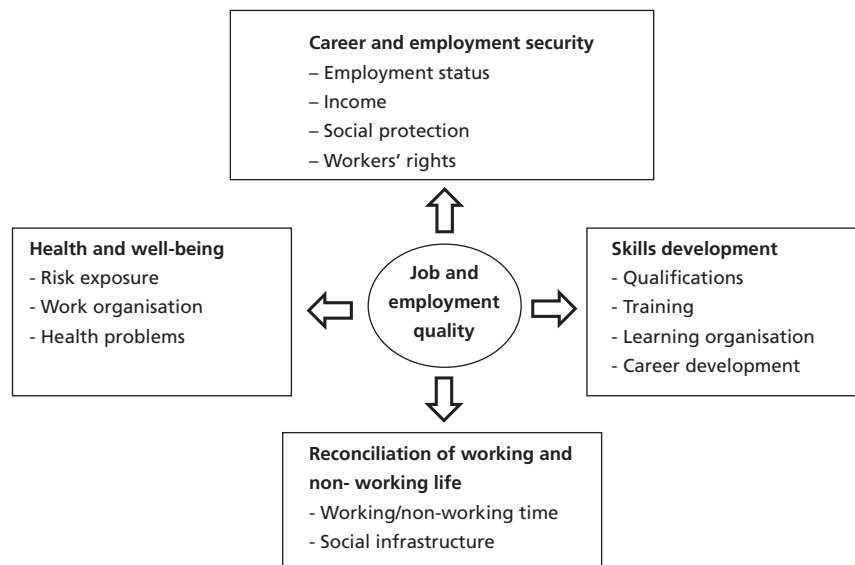 Career and employment security
– Employment status
– Income
– Social protection
– Workers’ rights
Health and well-being
- Risk exposure
- Work organisation
- Health problems
Job and
employment
quality
Skills development
- Qualifications
- Training
- Learning organisation
- Career development
Reconciliation of working and
non- working life
- Working/non-working time
- Social infrastructure